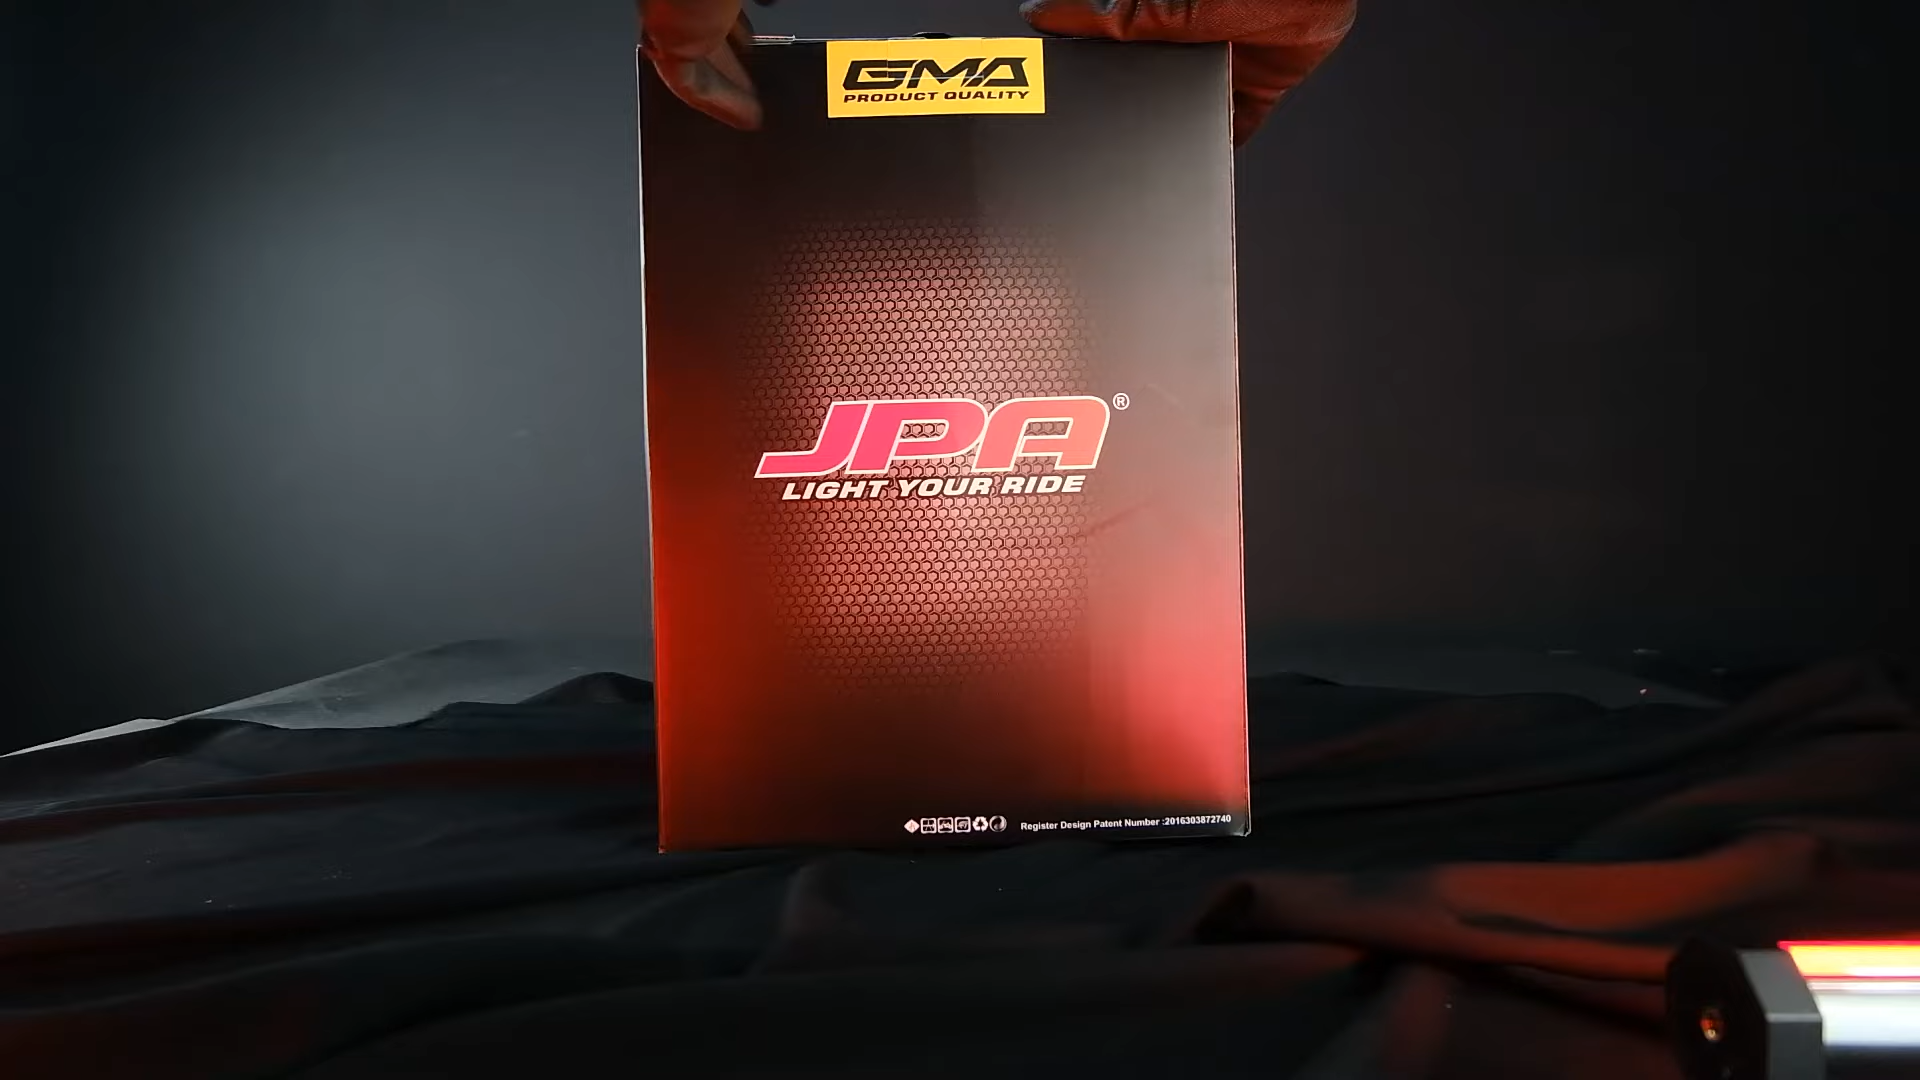 GMA
PRODUCT QUALITY
JPA®
LIGHT YOUR RIDE
Register Design Patent Number :2016303872740